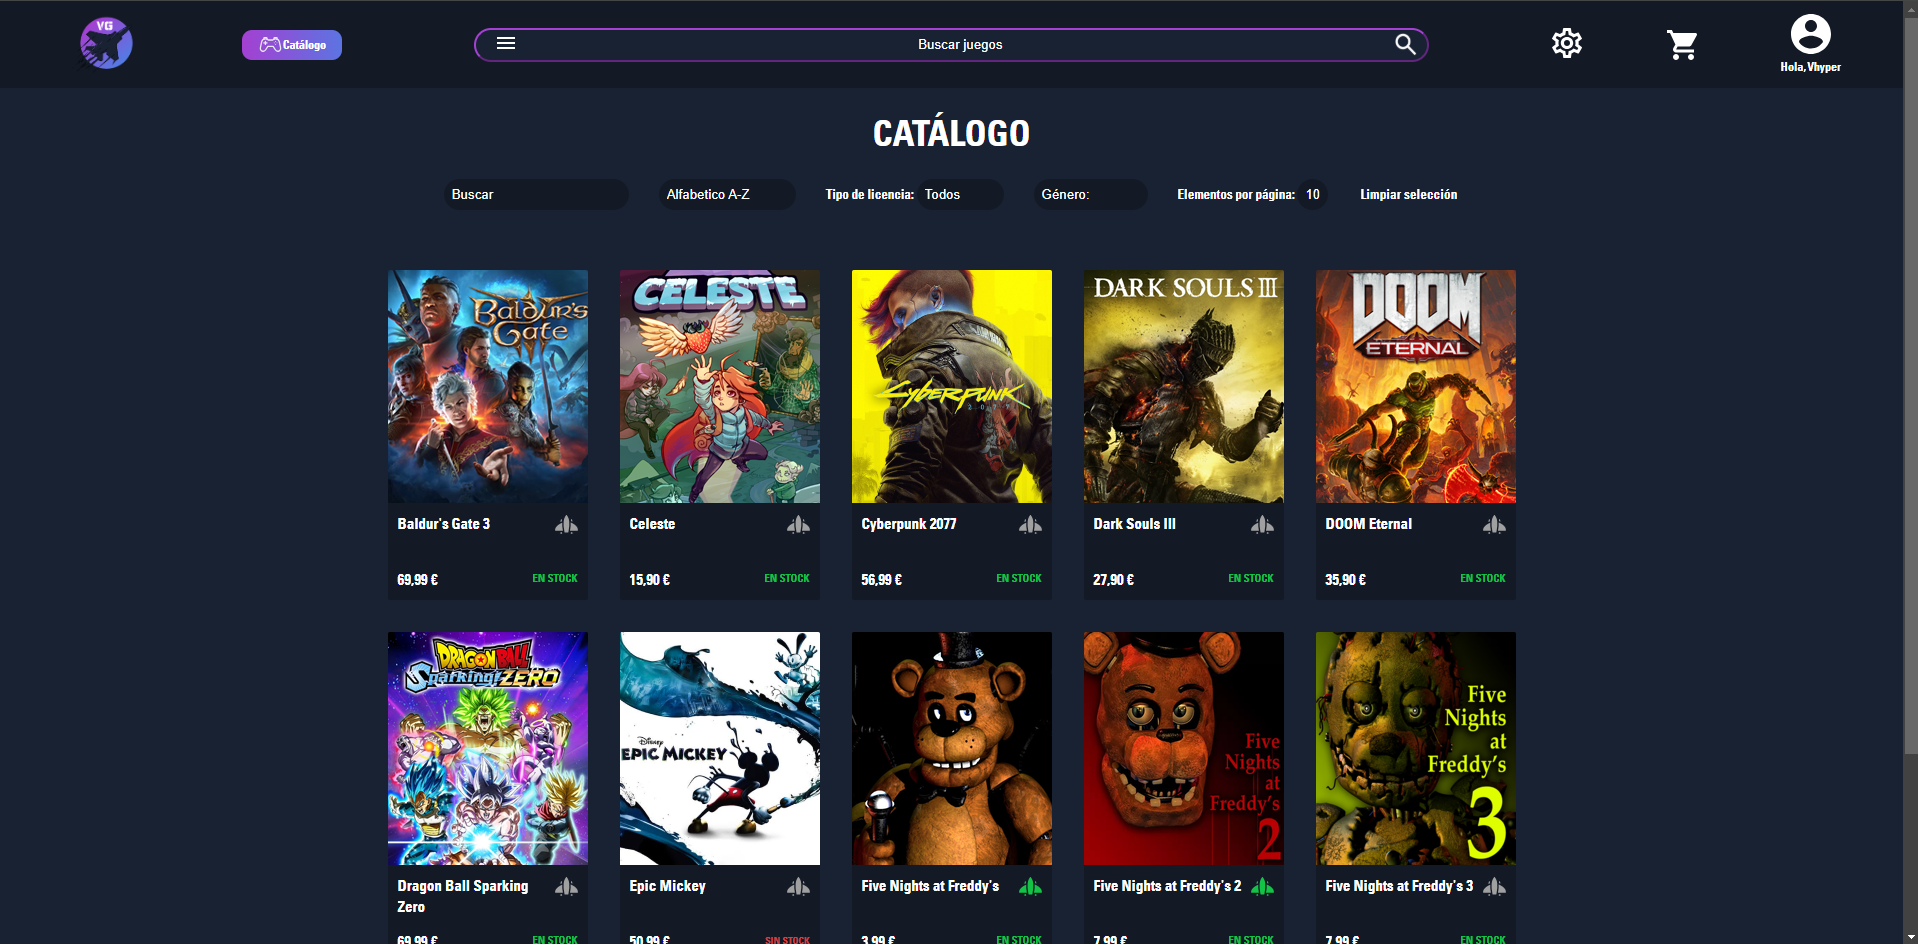 VG
Catálogo
Buscar juegos
Hola, Vhyper
CATÁLOGO
Buscar
Alfabetico A-Z
Tipo de licencia: Todos
Género:
Elementos por página: 10
Limpiar selección
Baldur's
Gate
CELESTE
Cyberpunk
2077
DARK SOULS III
DOOM
ETERNAL
Baldur's Gate 3
Celeste
Cyberpunk 2077
Dark Souls III
DOOM Eternal
69,99 € EN STOCK
15,90 € EN STOCK
56,99 € EN STOCK
27,90 € EN STOCK
35,90 € EN STOCK
DRAGON BALL
Sparking! ZERO
Disney
EPIC MICKEY
Five
Nights
at
Freddy's
2
Five
Nights
at
Freddy's
3
Dragon Ball Sparking
Zero
Epic Mickey
Five Nights at Freddy's
Five Nights at Freddy's 2
Five Nights at Freddy's 3
69,99 € EN STOCK
50,99 € SIN STOCK
3,99 € EN STOCK
7,99 € EN STOCK
7,99 € EN STOCK